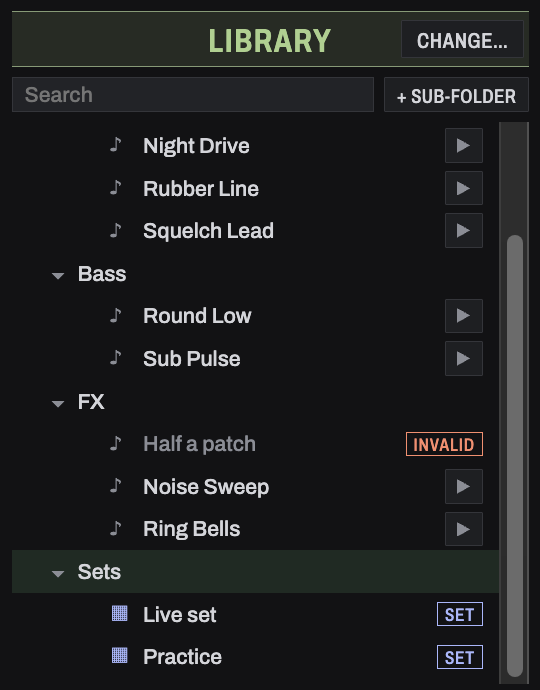 LIBRARY CHANGE...
Search + SUB-FOLDER
Night Drive
Rubber Line
Squelch Lead
Bass
Round Low
Sub Pulse
FX
Half a patch INVALID
Noise Sweep
Ring Bells
Sets
Live set SET
Practice SET